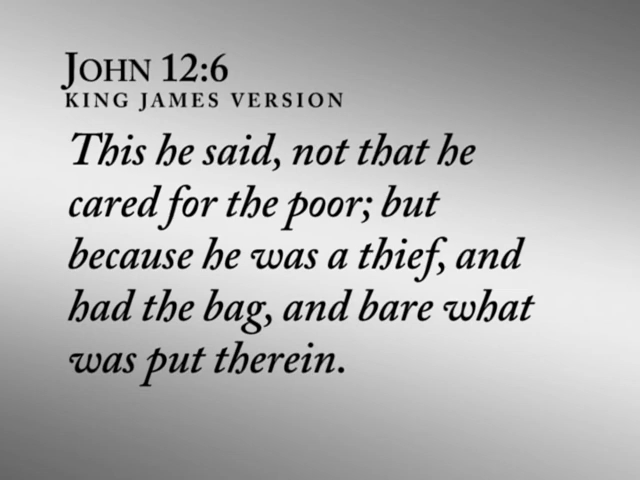 John 12:6
King James Version
This he said, not that he
cared for the poor; but
because he was a thief, and
had the bag, and bare what
was put therein.